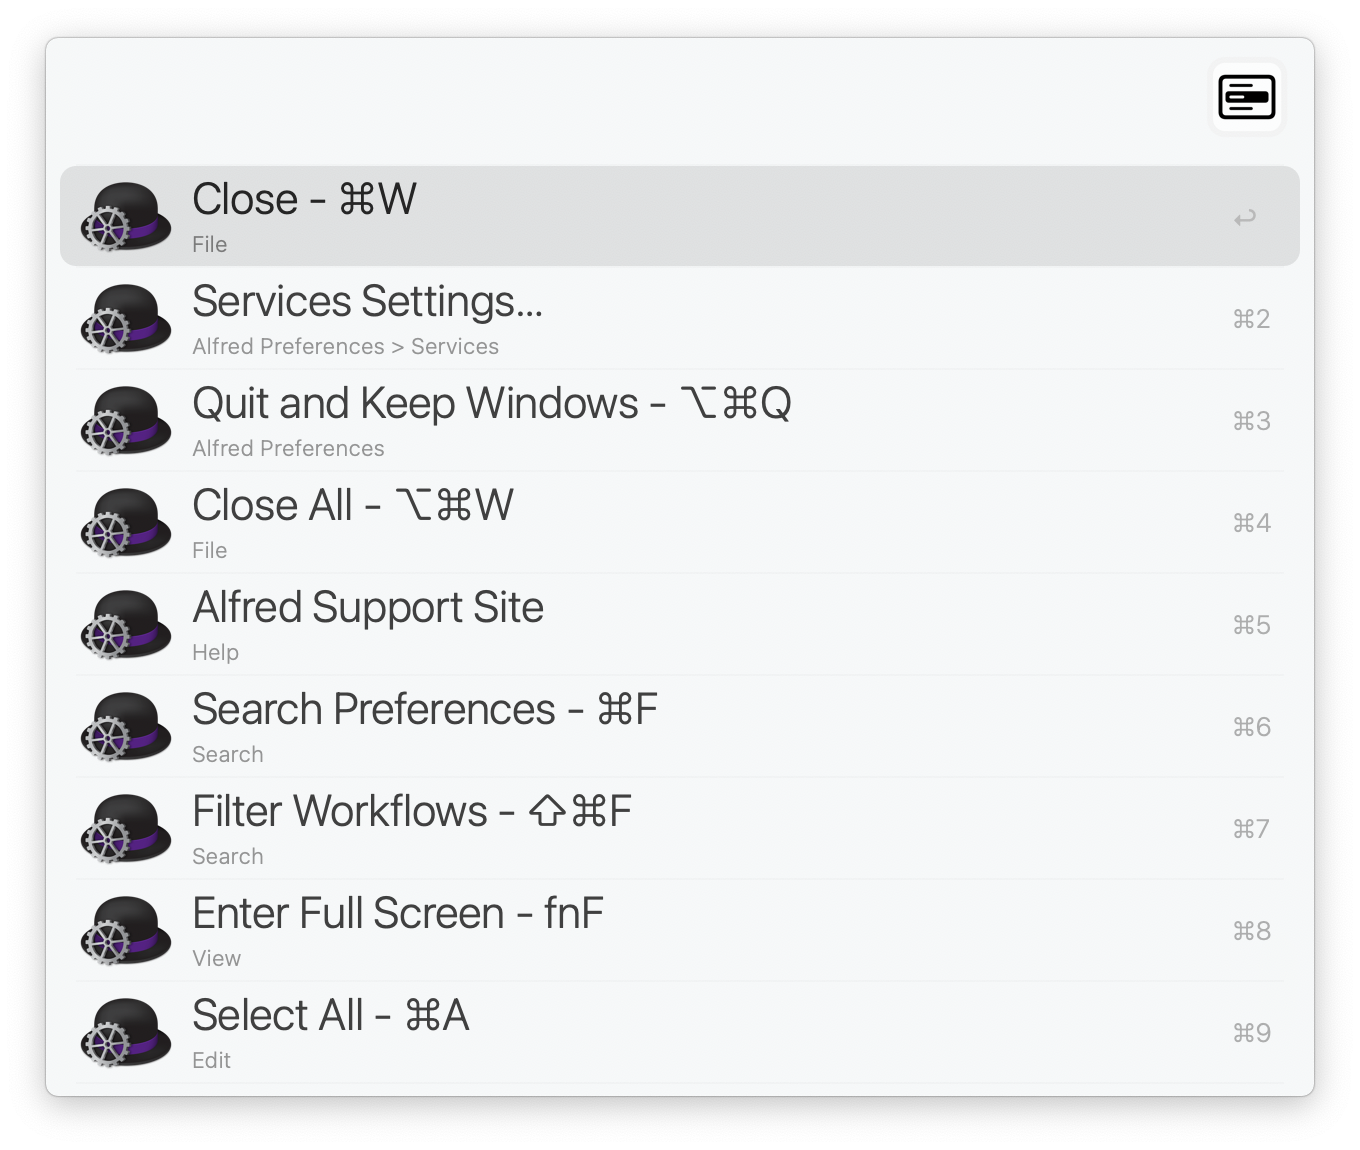 Close - ⌘W
File
↩
Services Settings...
Alfred Preferences > Services
⌘2
Quit and Keep Windows - ⌥⌘Q
Alfred Preferences
⌘3
Close All - ⌥⌘W
File
⌘4
Alfred Support Site
Help
⌘5
Search Preferences - ⌘F
Search
⌘6
Filter Workflows - ⇧⌘F
Search
⌘7
Enter Full Screen - fnF
View
⌘8
Select All - ⌘A
Edit
⌘9